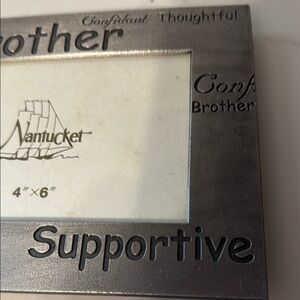 Confidant Thoughtful
rother
Conf
Brother
Nantucket
4"×6"
Supportive